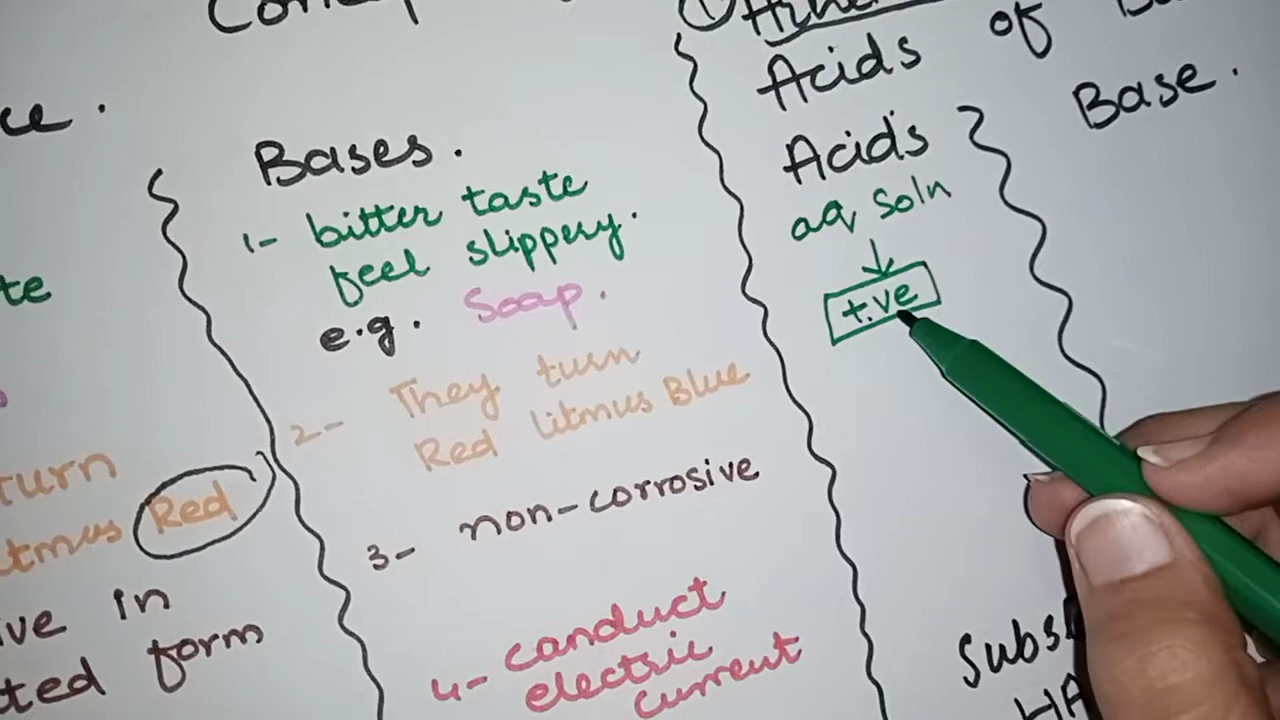 ce.
te
turn
tmus Red
ive in
ted form
Bases.
1- bitter taste
feel slippery.
e.g. Soap.
2- They turn
Red litmus Blue
3- non-corrosive
4- conduct
electric
current
Acids of
Acids
Base.
aq Soln
+.ve
Subs
HA